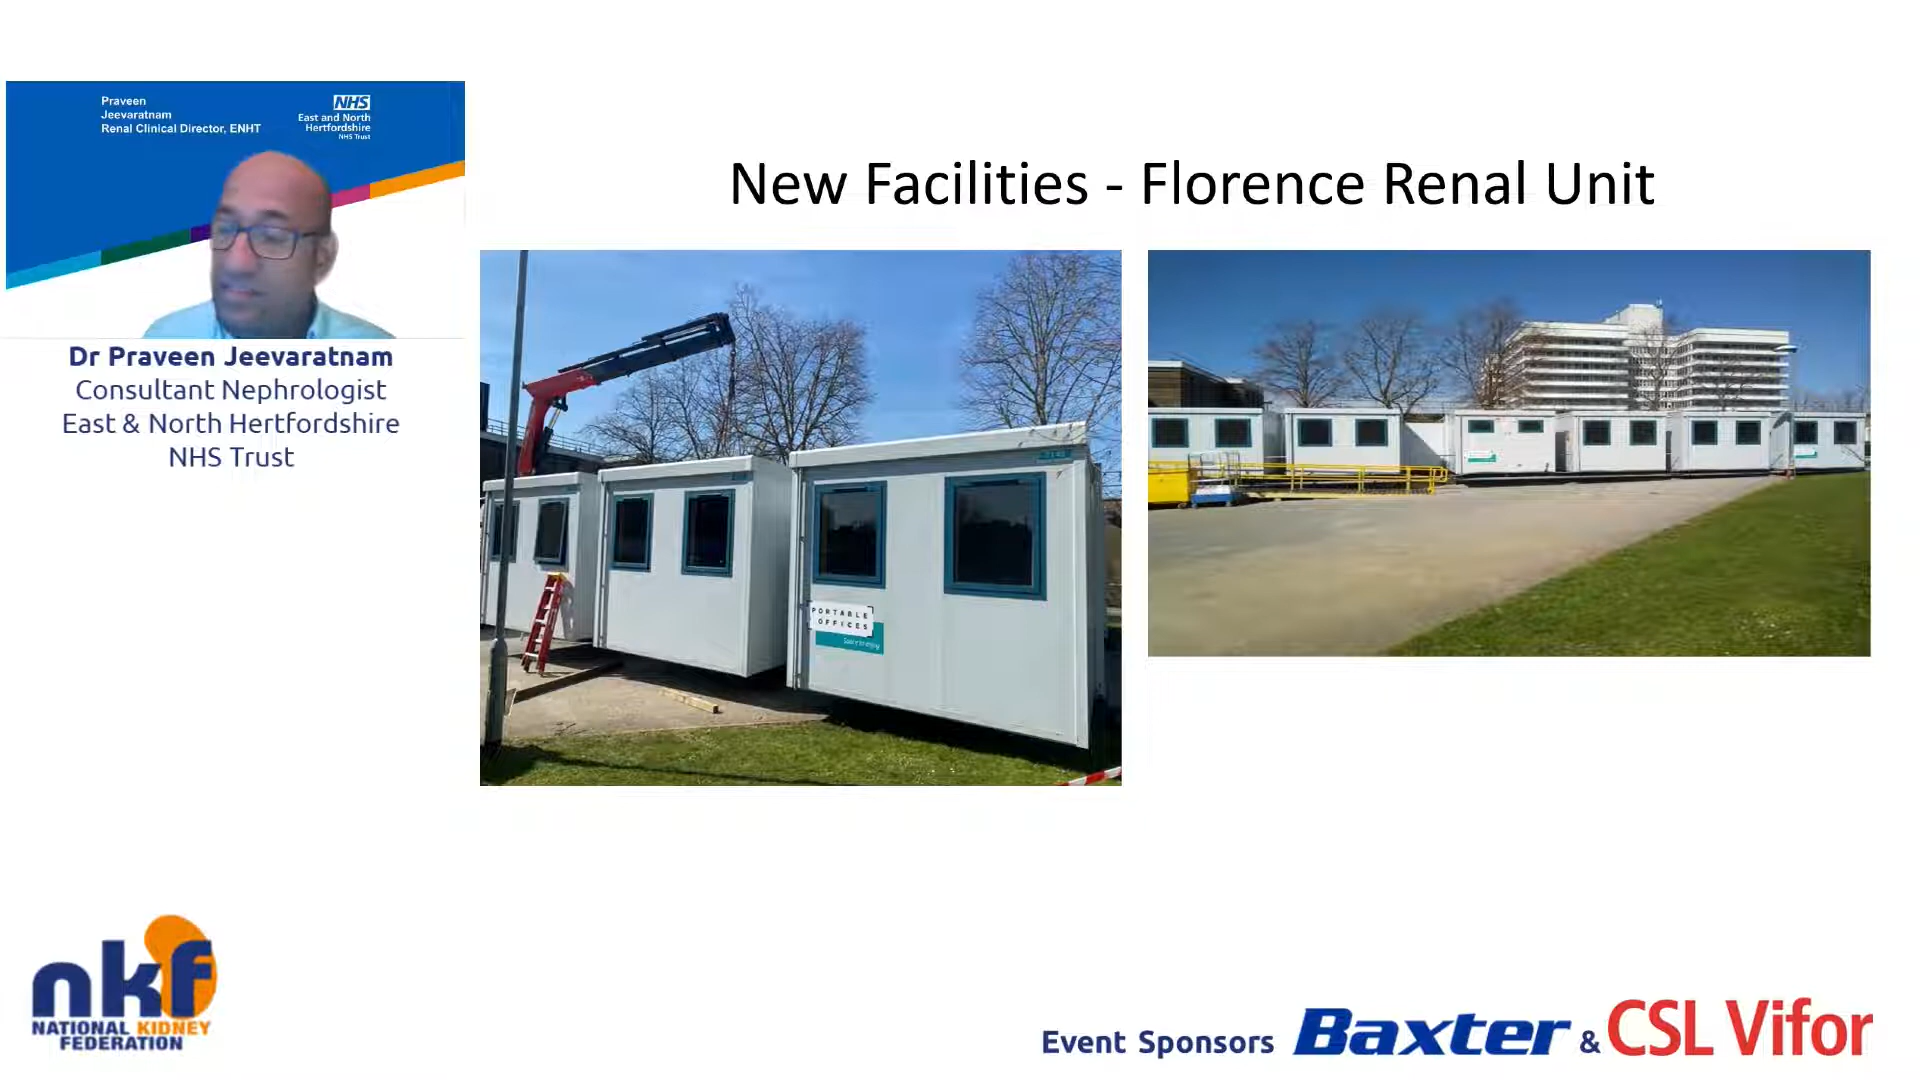 Praveen
Jeevaratnam
Renal Clinical Director, ENHT
NHS
East and North
Hertfordshire
NHS Trust
Dr Praveen Jeevaratnam
Consultant Nephrologist
East & North Hertfordshire
NHS Trust
New Facilities - Florence Renal Unit
PORTABLE
OFFICES
nkf
NATIONAL KIDNEY
FEDERATION
Event Sponsors Baxter & CSL Vifor